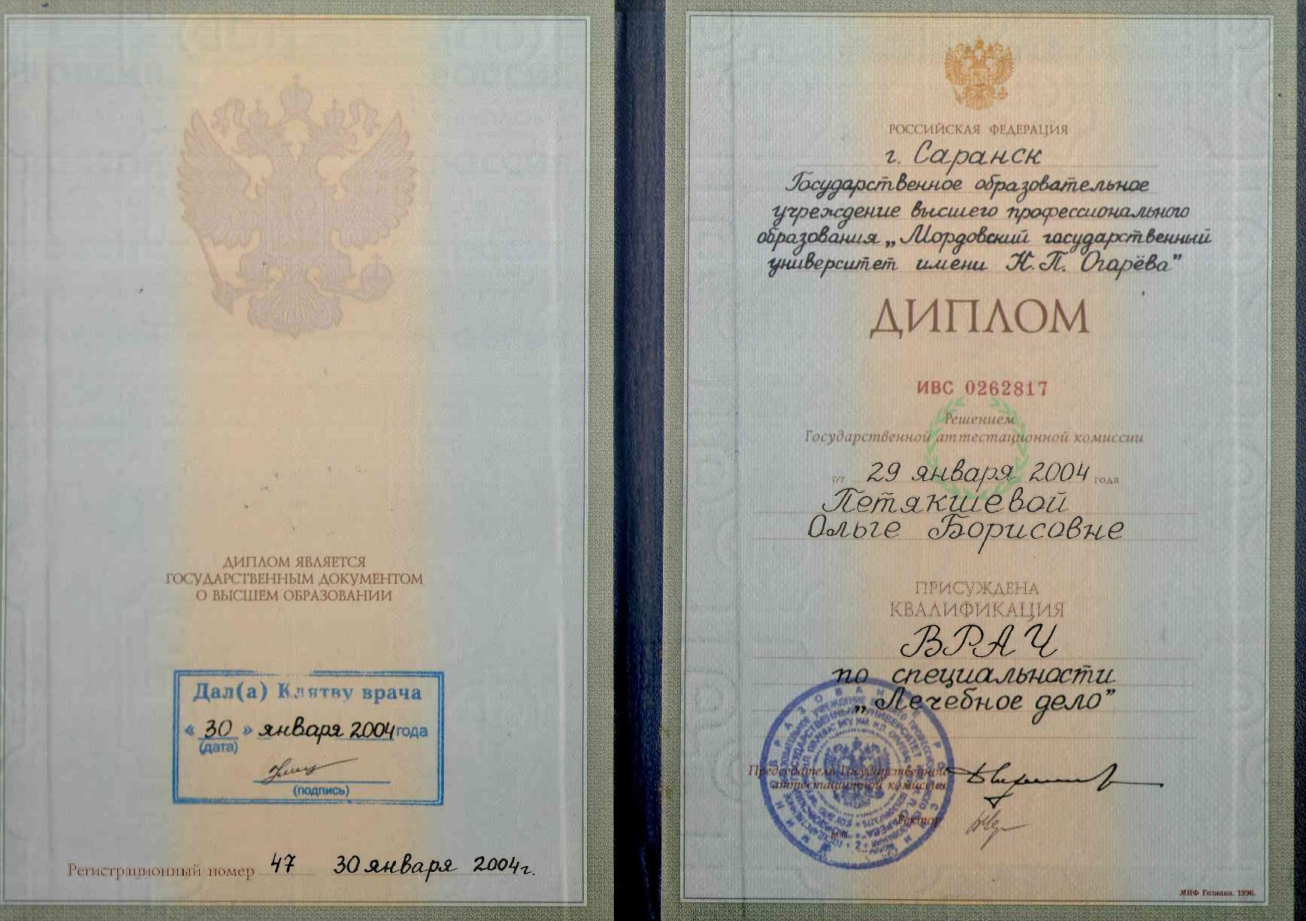 ДИПЛОМ ЯВЛЯЕТСЯ
ГОСУДАРСТВЕННЫМ ДОКУМЕНТОМ
О ВЫСШЕМ ОБРАЗОВАНИИ
Дал(а) Клятву врача
« 30 » января 2004 года
(дата)
(подпись)
Регистрационный номер 47 30 января 2004г.
РОССИЙСКАЯ ФЕДЕРАЦИЯ
г. Саранск
Государственное образовательное
учреждение высшего профессионального
образования „Мордовский государственный
университет имени Н.П. Огарёва”
ДИПЛОМ
ИВС 0262817
Решением
Государственной аттестационной комиссии
от 29 января 2004 года
Петякшевой
Ольге Борисовне
ПРИСУЖДЕНА
КВАЛИФИКАЦИЯ
ВРАЧ
по специальности
„Лечебное дело”
Председатель Государственной
аттестационной комиссии
Ректор
МПФ Гознака. 1996.